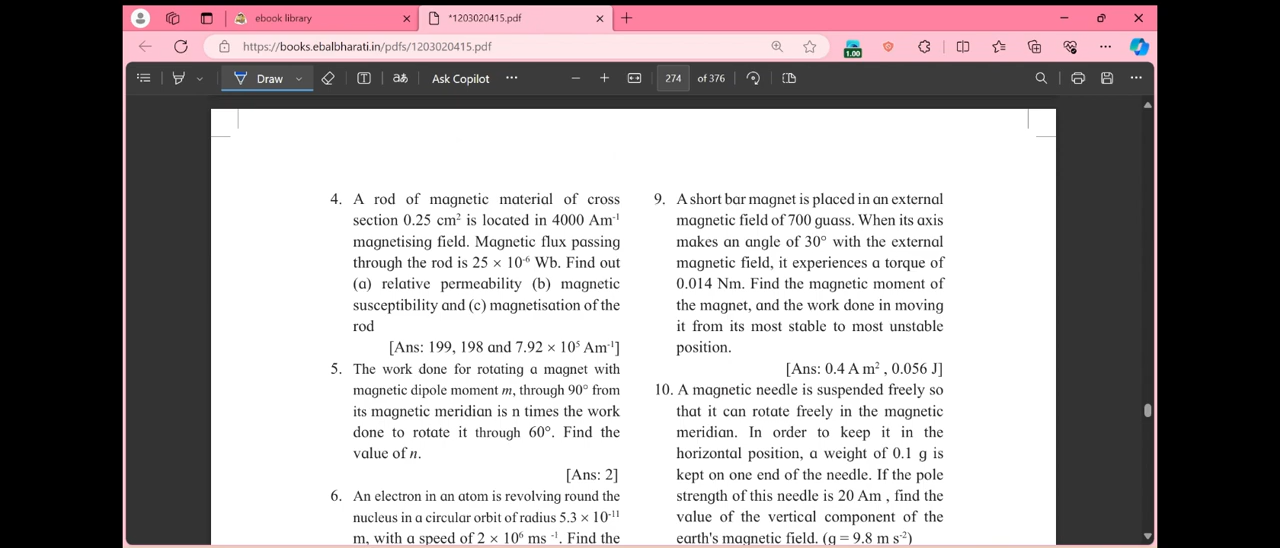 ebook library
*1203020415.pdf
https://books.ebalbharati.in/pdfs/1203020415.pdf
1.00
Draw
Ask Copilot
274 of 376
4. A rod of magnetic material of cross
section 0.25 cm² is located in 4000 Am⁻¹
magnetising field. Magnetic flux passing
through the rod is 25 × 10⁻⁶ Wb. Find out
(a) relative permeability (b) magnetic
susceptibility and (c) magnetisation of the
rod
[Ans: 199, 198 and 7.92 × 10⁵ Am⁻¹]
5. The work done for rotating a magnet with
magnetic dipole moment m, through 90° from
its magnetic meridian is n times the work
done to rotate it through 60°. Find the
value of n.
[Ans: 2]
6. An electron in an atom is revolving round the
nucleus in a circular orbit of radius 5.3 × 10⁻¹¹
m, with a speed of 2 × 10⁶ ms ⁻¹. Find the
9. A short bar magnet is placed in an external
magnetic field of 700 guass. When its axis
makes an angle of 30° with the external
magnetic field, it experiences a torque of
0.014 Nm. Find the magnetic moment of
the magnet, and the work done in moving
it from its most stable to most unstable
position.
[Ans: 0.4 A m² , 0.056 J]
10. A magnetic needle is suspended freely so
that it can rotate freely in the magnetic
meridian. In order to keep it in the
horizontal position, a weight of 0.1 g is
kept on one end of the needle. If the pole
strength of this needle is 20 Am , find the
value of the vertical component of the
earth's magnetic field. (g = 9.8 m s⁻²)